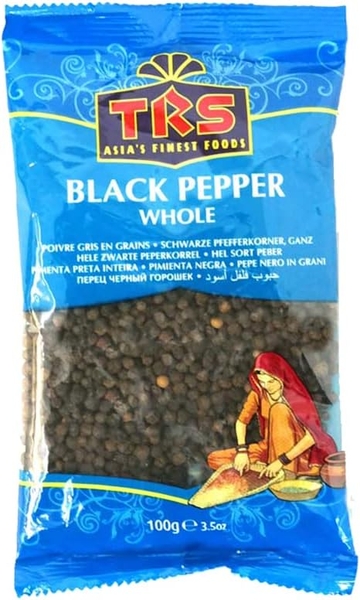 TRS
ASIA'S FINEST FOODS
BLACK PEPPER
WHOLE
POIVRE GRIS EN GRAINS • SCHWARZE PFEFFERKORNER, GANZ
HELE ZWARTE PEPERKORREL • HEL SORT PEBER
PIMENTA PRETA INTEIRA • PIMIENTA NEGRA • PEPE NERO IN GRANI
ПЕРЕЦ ЧЕРНЫЙ ГОРОШЕК • حبوب فلفل أسود
100g ℮ 3.5oz